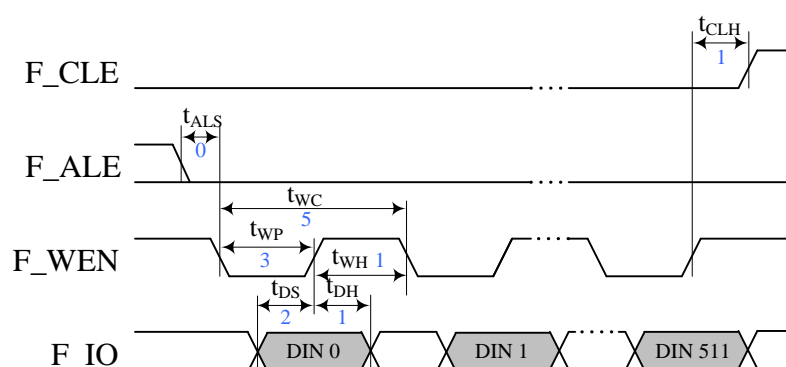 tCLH
1
F_CLE
tALS
0
F_ALE
tWC
5
tWP
3
F_WEN
tWH 1
tDS
2
tDH
1
F_IO
DIN 0
DIN 1
DIN 511